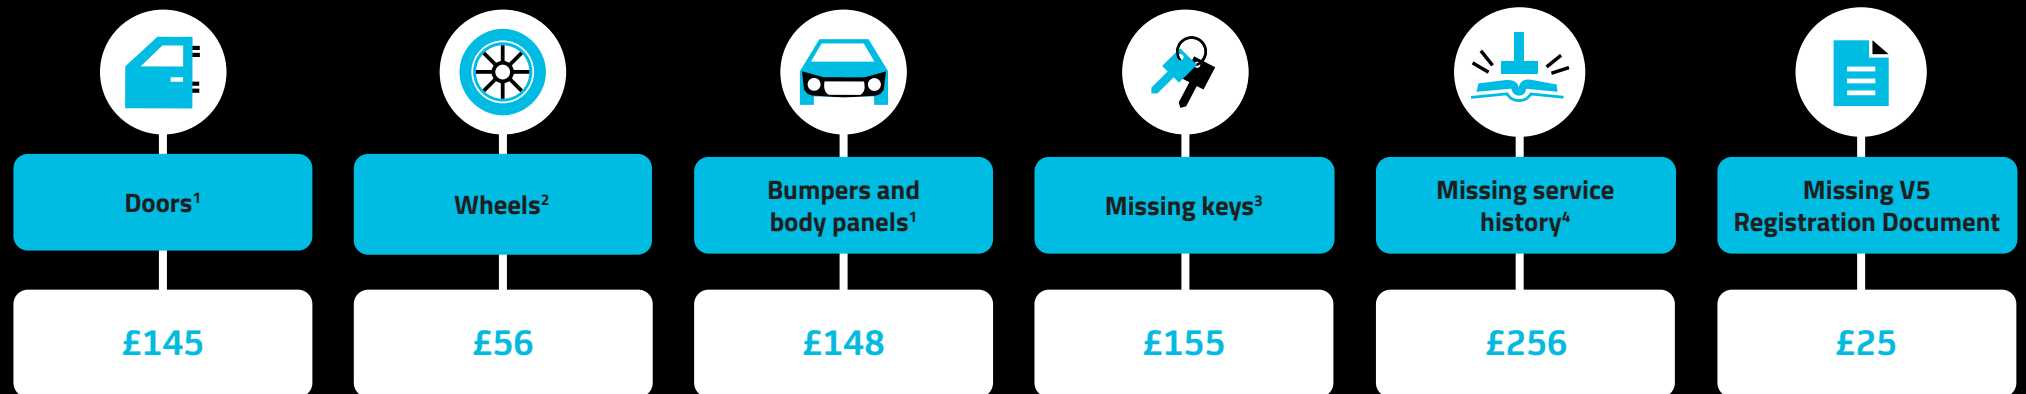 Doors¹
Wheels²
Bumpers and
body panels¹
Missing keys³
Missing service
history⁴
Missing V5
Registration Document
£145
£56
£148
£155
£256
£25